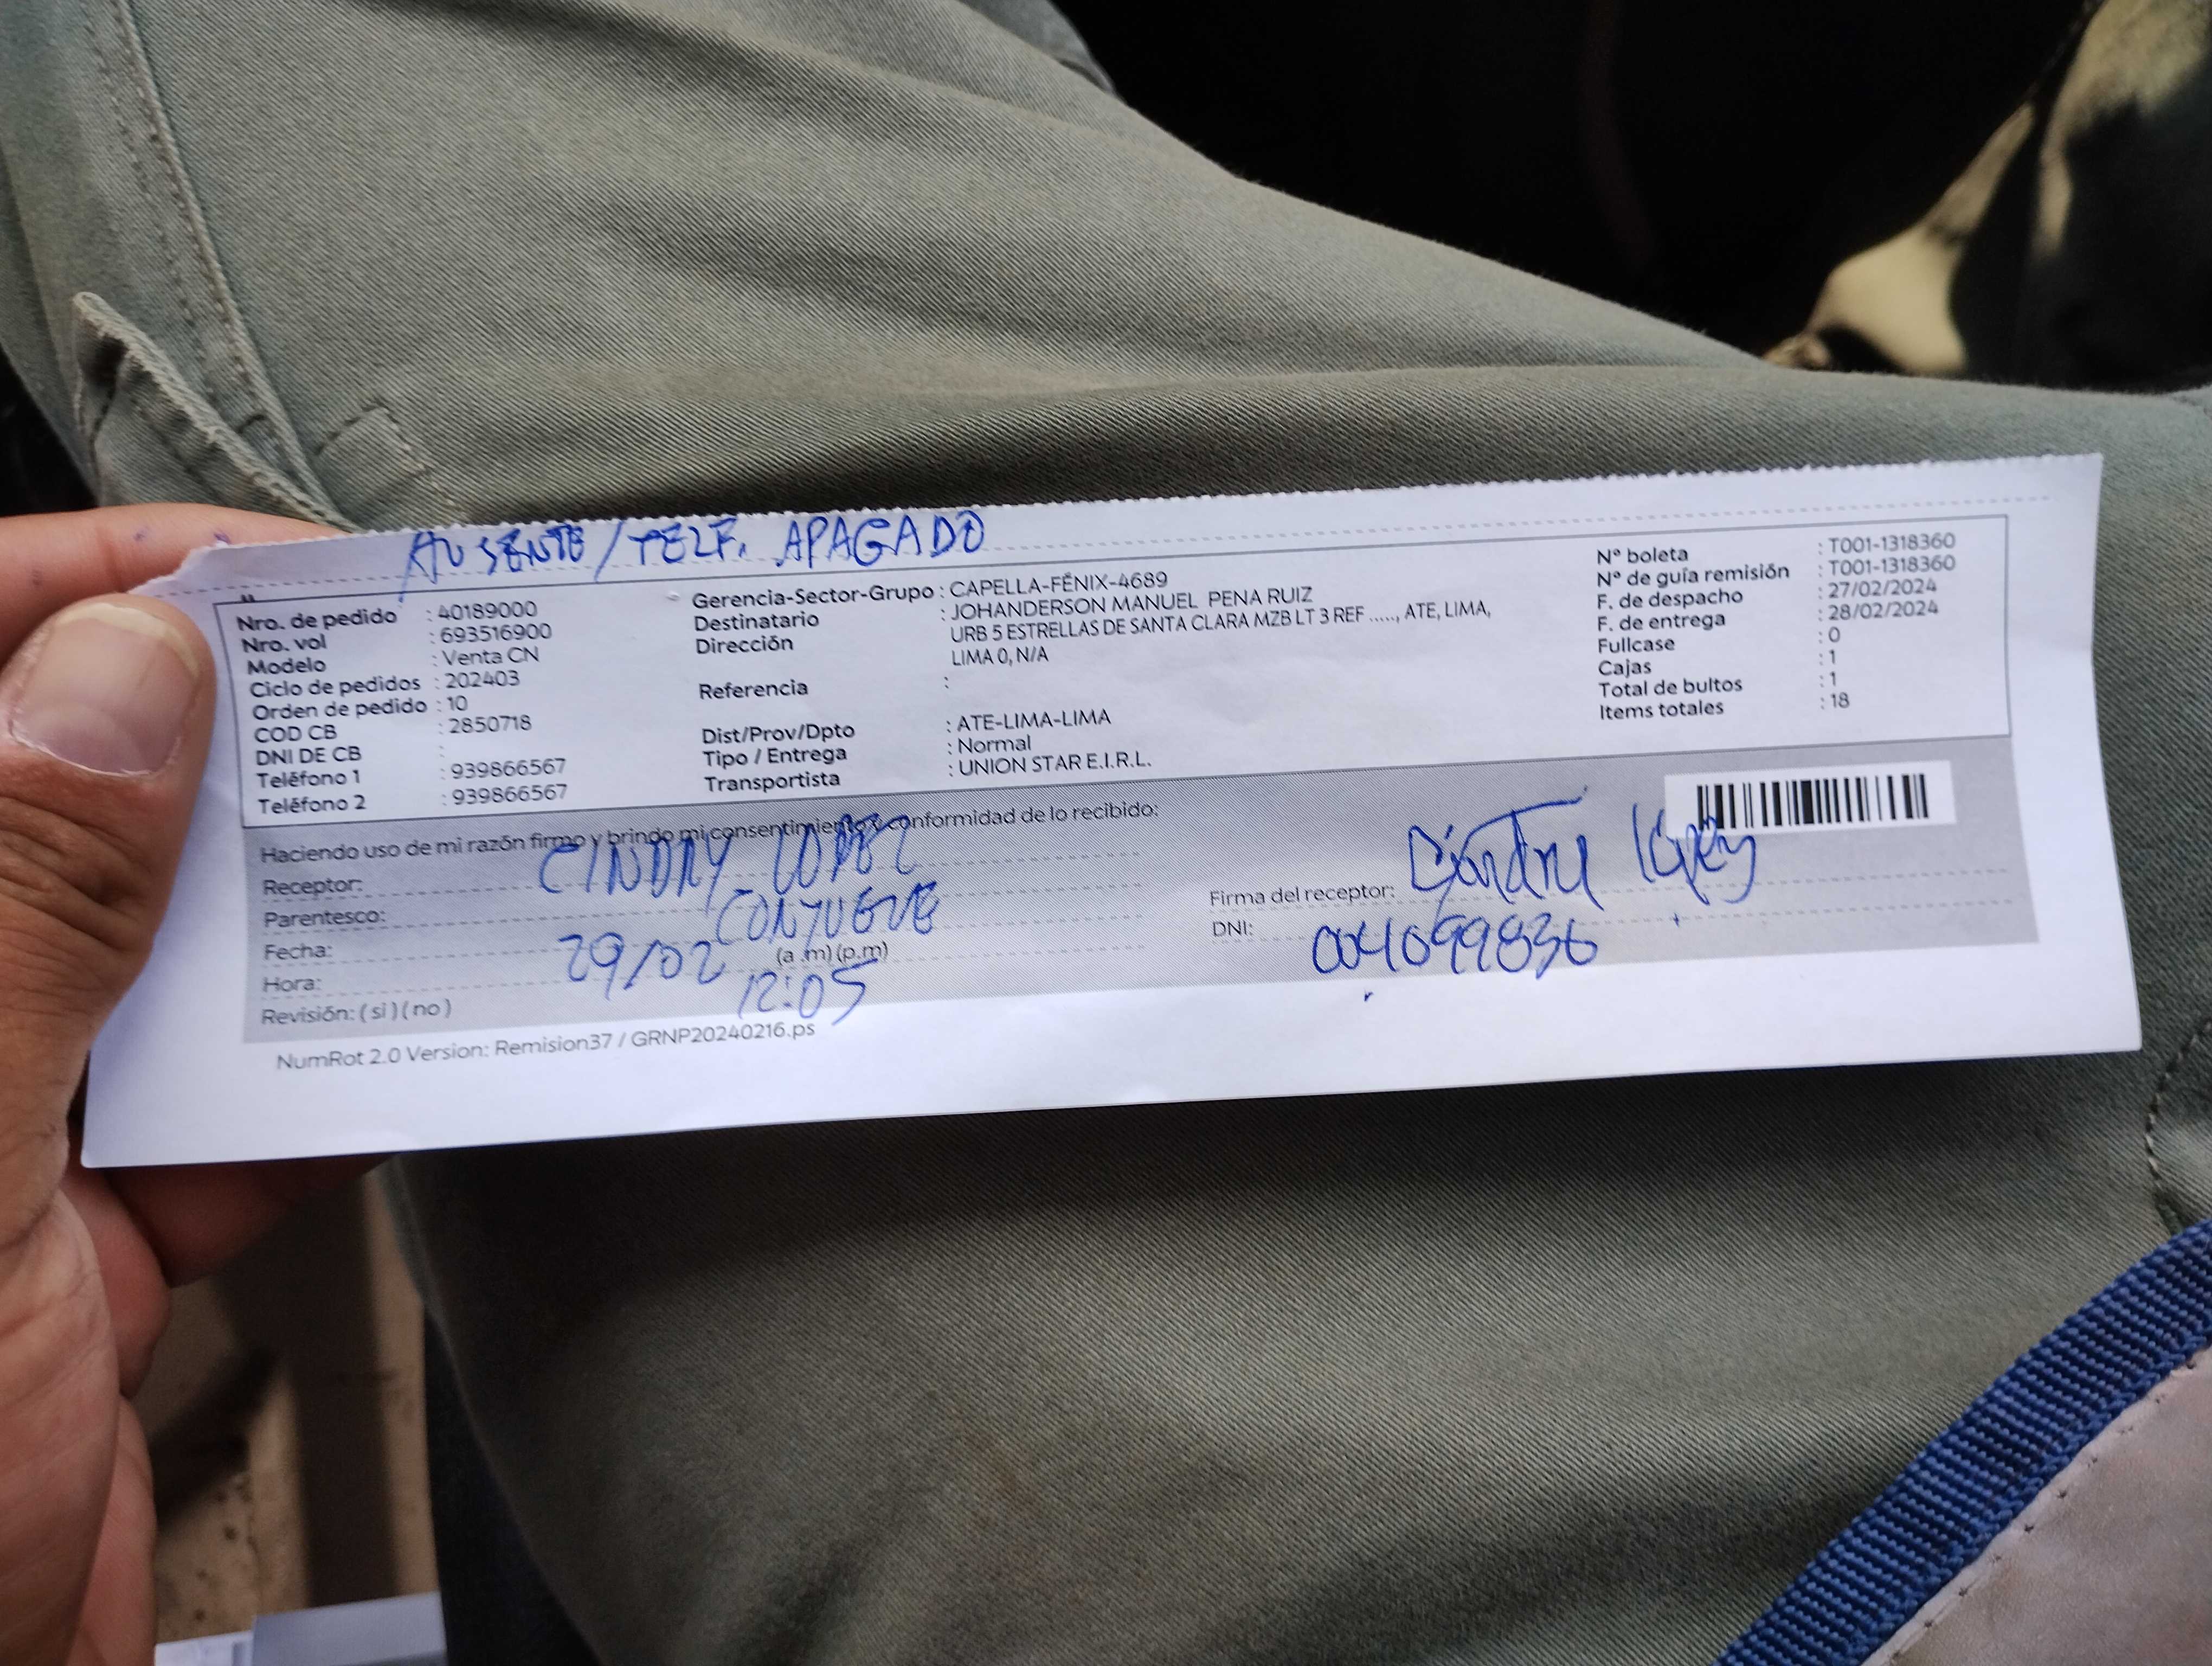 AUSENTE / TELF. APAGADO
Nro. de pedido : 40189000
Nro. vol : 693516900
Modelo : Venta CN
Ciclo de pedidos : 202403
Orden de pedido : 10
COD CB : 2850718
DNI DE CB :
Teléfono 1 : 939866567
Teléfono 2 : 939866567
Gerencia-Sector-Grupo : CAPELLA-FÉNIX-4689
Destinatario : JOHANDERSON MANUEL PENA RUIZ
Dirección URB 5 ESTRELLAS DE SANTA CLARA MZB LT 3 REF ....., ATE, LIMA,
LIMA 0, N/A
Referencia :
Dist/Prov/Dpto : ATE-LIMA-LIMA
Tipo / Entrega : Normal
Transportista : UNION STAR E.I.R.L.
N° boleta : T001-1318360
N° de guía remisión : T001-1318360
F. de despacho : 27/02/2024
F. de entrega : 28/02/2024
Fullcase : 0
Cajas : 1
Total de bultos : 1
Items totales : 18
Haciendo uso de mi razón firmo y brindo mi consentimiento y conformidad de lo recibido:
Receptor: LOPEZ
Parentesco: CONYUGUE
Fecha: 29/02
Hora: (a .m) (p.m) 12:05
Revisión: ( si ) ( no )
Firma del receptor:
DNI: 004099836
NumRot 2.0 Version: Remision37 / GRNP20240216.ps